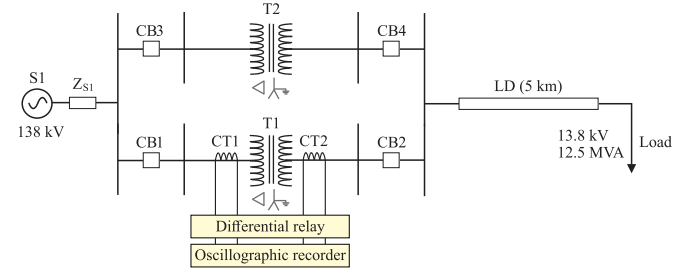 T2
CB3
CB4
S1
Z_S1
LD (5 km)
138 kV
T1
CB1
CT1
CT2
CB2
13.8 kV
12.5 MVA
Load
Differential relay
Oscillographic recorder